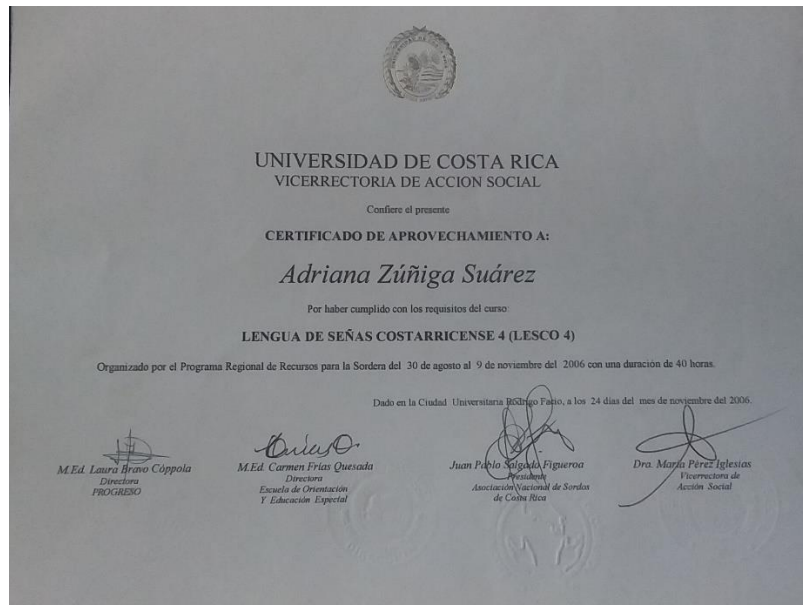 UNIVERSIDAD DE COSTA RICA
VICERRECTORIA DE ACCION SOCIAL
Confiere el presente
CERTIFICADO DE APROVECHAMIENTO A:
Adriana Zúñiga Suárez
Por haber cumplido con los requisitos del curso:
LENGUA DE SEÑAS COSTARRICENSE 4 (LESCO 4)
Organizado por el Programa Regional de Recursos para la Sordera del 30 de agosto al 9 de noviembre del 2006 con una duración de 40 horas.
Dado en la Ciudad Universitaria Rodrigo Facio, a los 24 días del mes de noviembre del 2006.
M.Ed. Laura Bravo Cóppola
Directora
PROGRESO
M.Ed. Carmen Frías Quesada
Directora
Escuela de Orientación
Y Educación Especial
Juan Pablo Salgado Figueroa
Presidente
Asociación Nacional de Sordos
de Costa Rica
Dra. María Pérez Iglesias
Vicerrectora de
Acción Social